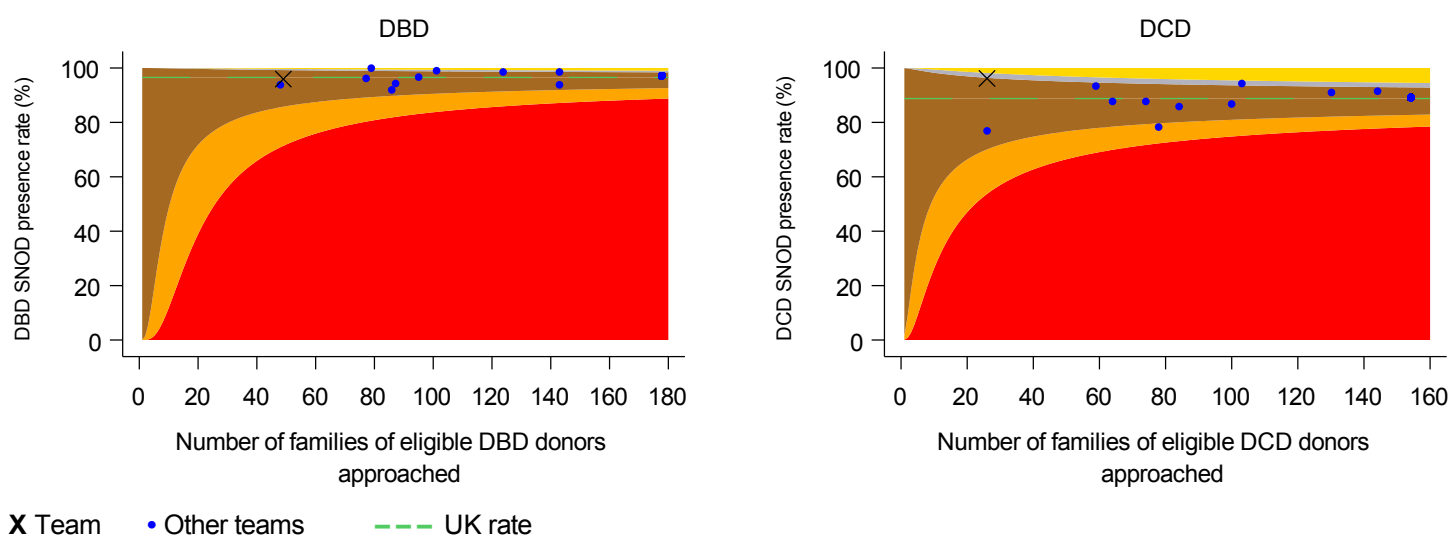 DBD
DBD SNOD presence rate (%)
100
80
60
40
20
0
0 20 40 60 80 100 120 140 160 180
Number of families of eligible DBD donors
approached
DCD
DCD SNOD presence rate (%)
100
80
60
40
20
0
0 20 40 60 80 100 120 140 160
Number of families of eligible DCD donors
approached
X Team Other teams UK rate